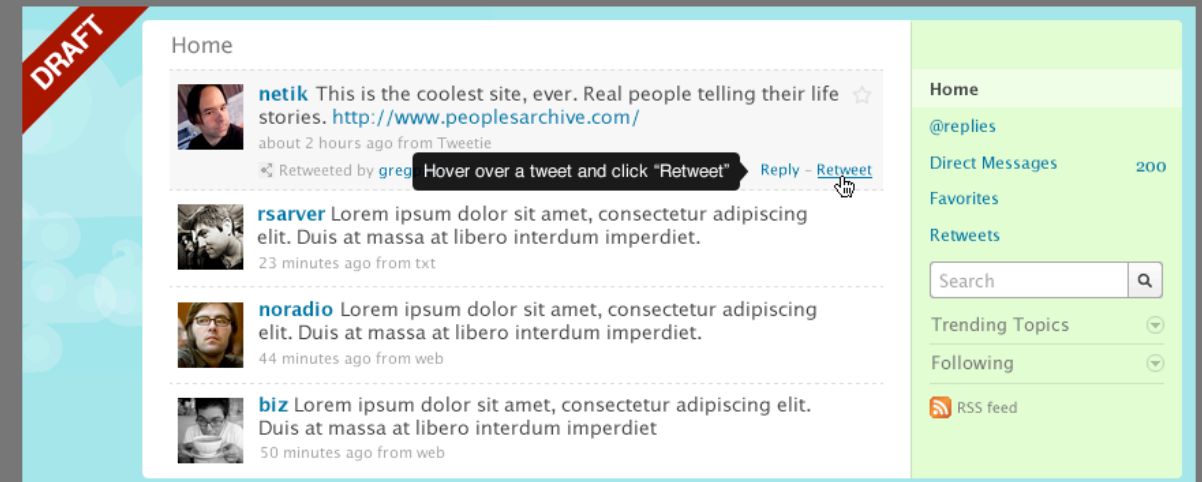 DRAFT
Home
netik This is the coolest site, ever. Real people telling their life
stories. http://www.peoplesarchive.com/
about 2 hours ago from Tweetie
Retweeted by greg
Hover over a tweet and click “Retweet”
Reply – Retweet
rsarver Lorem ipsum dolor sit amet, consectetur adipiscing
elit. Duis at massa at libero interdum imperdiet.
23 minutes ago from txt
noradio Lorem ipsum dolor sit amet, consectetur adipiscing
elit. Duis at massa at libero interdum imperdiet.
44 minutes ago from web
biz Lorem ipsum dolor sit amet, consectetur adipiscing elit.
Duis at massa at libero interdum imperdiet
50 minutes ago from web
Home
@replies
Direct Messages 200
Favorites
Retweets
Search
Trending Topics
Following
RSS feed